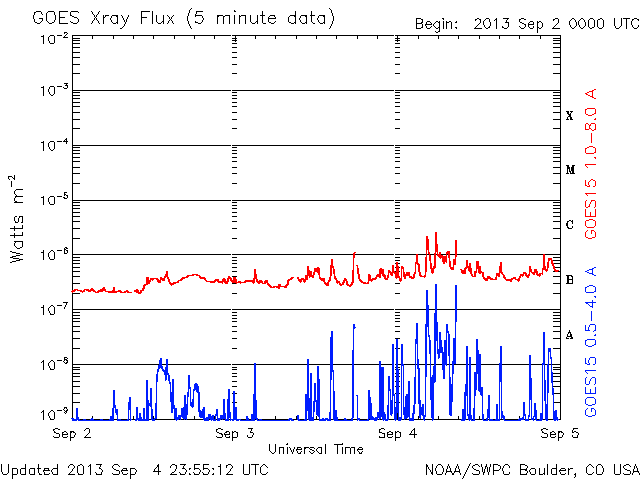 GOES Xray Flux (5 minute data)
Begin: 2013 Sep 2 0000 UTC
10⁻²
10⁻³
10⁻⁴
10⁻⁵
10⁻⁶
10⁻⁷
10⁻⁸
10⁻⁹
Watts m⁻²
X
M
C
B
A
GOES15 1.0-8.0 A
GOES15 0.5-4.0 A
Sep 2
Sep 3
Sep 4
Sep 5
Universal Time
Updated 2013 Sep 4 23:55:12 UTC
NOAA/SWPC Boulder, CO USA